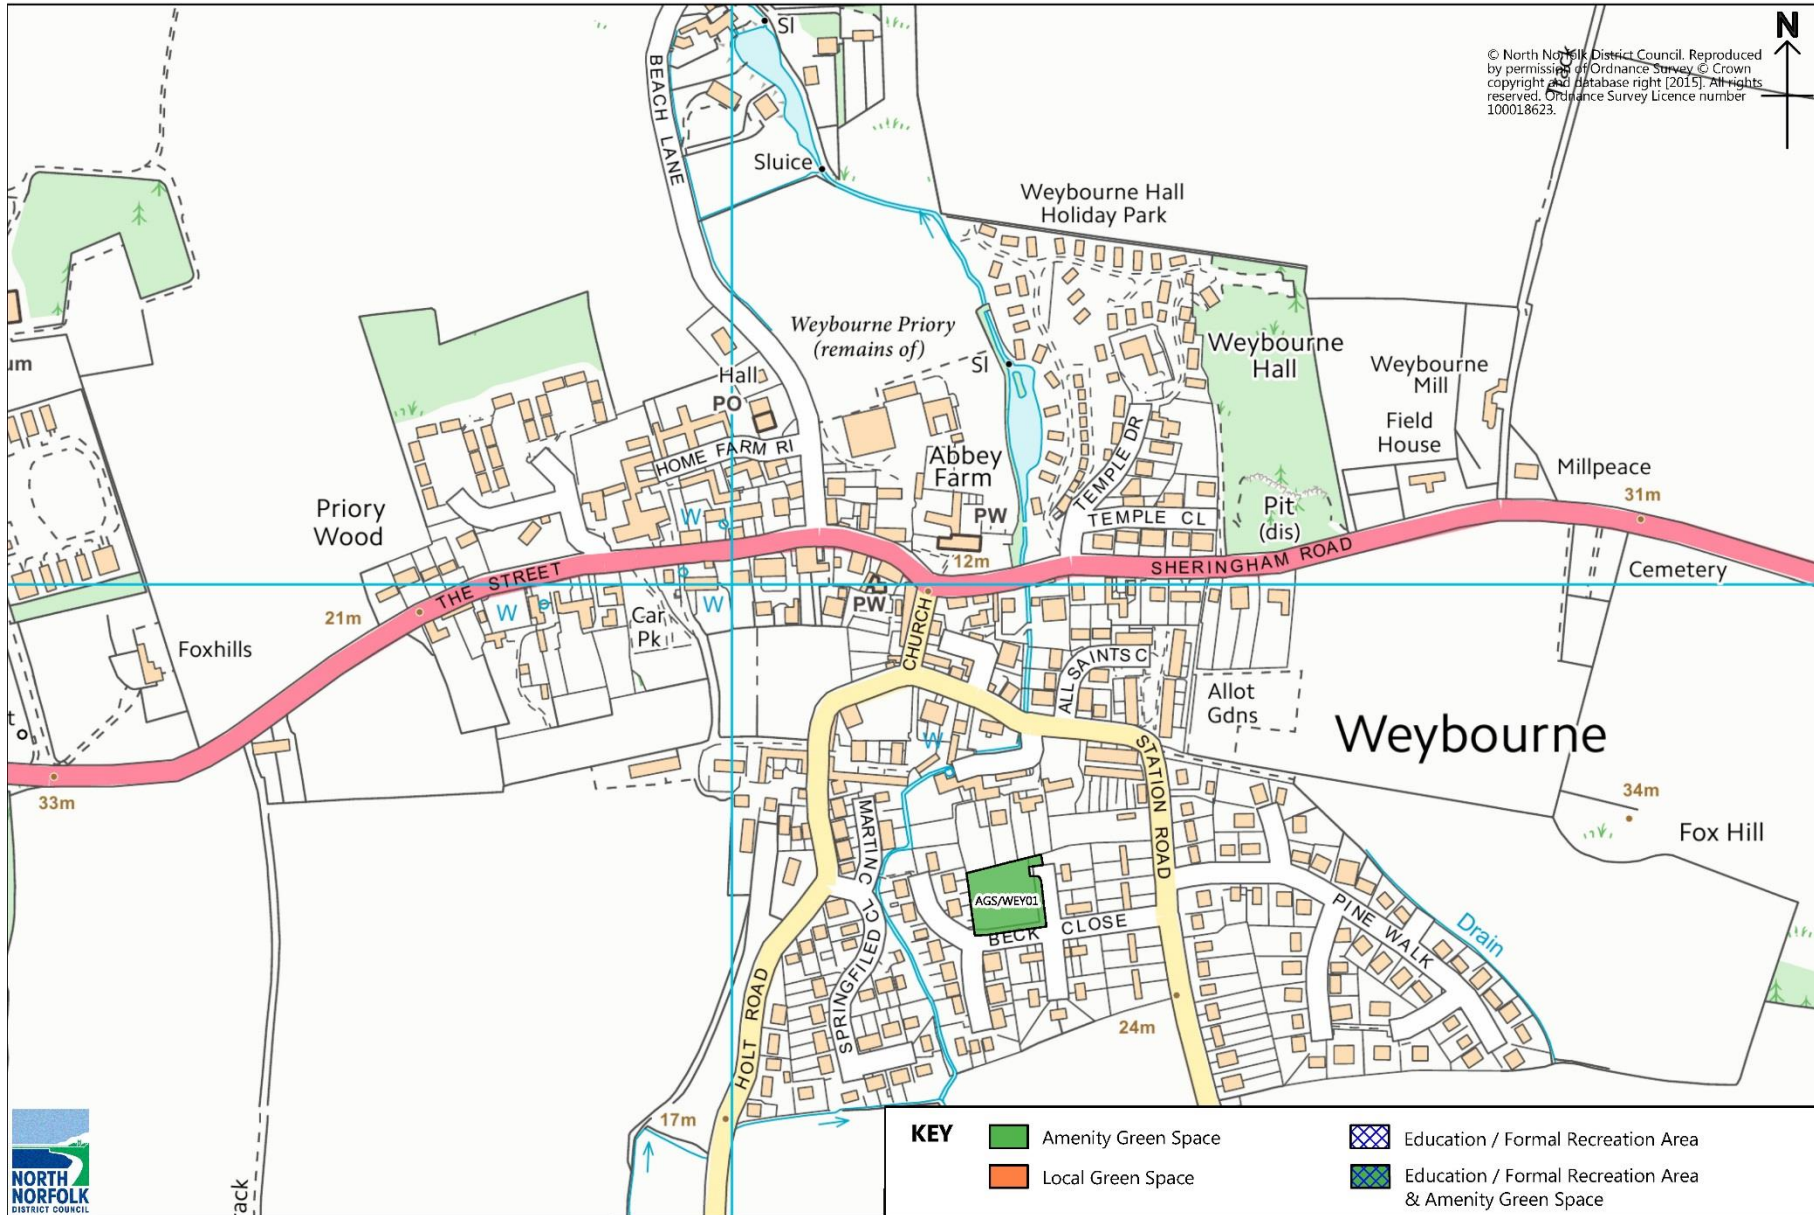 SI
N
© North Norfolk District Council. Reproduced
by permission of Ordnance Survey © Crown
copyright and database right [2015]. All rights
reserved. Ordnance Survey Licence number
100018623.
Track
BEACH LANE
Sluice
Weybourne Hall
Holiday Park
Weybourne Priory
(remains of)
SI
um
Hall
PO
Weybourne
Hall
Weybourne
Mill
Field
House
HOME FARM RI
Abbey
Farm
TEMPLE DR
Millpeace
31m
Priory
Wood
W
PW
TEMPLE CL
Pit
(dis)
12m
SHERINGHAM ROAD
THE STREET
Cemetery
21m
W
Car
Pk
W
PW
CHURCH
Foxhills
ALL SAINTS C
Allot
Gdns
t
Weybourne
W
STATION ROAD
33m
34m
Fox Hill
MARTIN C
AGS/WEY01
BECK CLOSE
PINE WALK
Drain
SPRINGFILED CL
HOLT ROAD
24m
17m
ack
NORTH
NORFOLK
DISTRICT COUNCIL
KEY
Amenity Green Space
Local Green Space
Education / Formal Recreation Area
Education / Formal Recreation Area
& Amenity Green Space